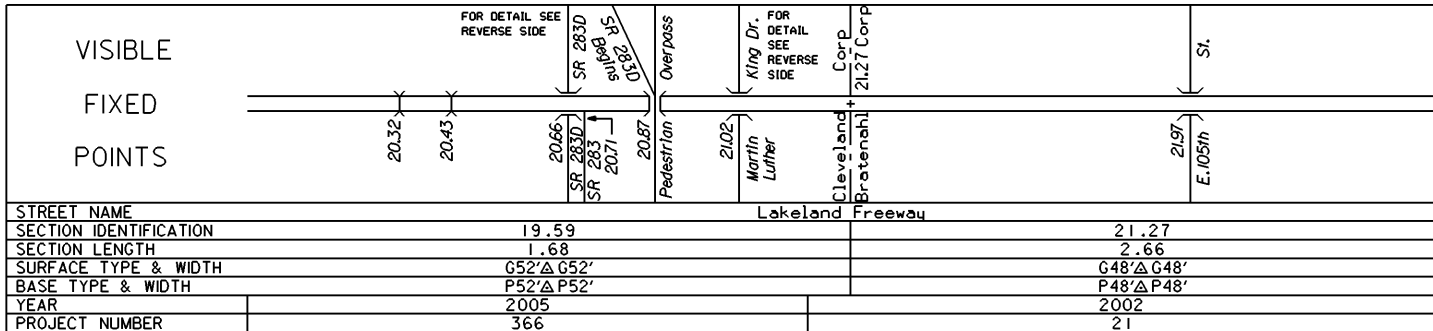 VISIBLE
FIXED
POINTS
FOR DETAIL SEE
REVERSE SIDE
SR 283D
SR 283D
Begins
Overpass
King Dr.
FOR
DETAIL
SEE
REVERSE
SIDE
Corp
21.27 Corp
St.
20.32
20.43
20.66
SR 283D
SR 283
20.71
20.87
Pedestrian
21.02
Martin
Luther
Cleveland
Bratenahl
21.97
E.105th
STREET NAME Lakeland Freeway
SECTION IDENTIFICATION 19.59 21.27
SECTION LENGTH 1.68 2.66
SURFACE TYPE & WIDTH G52'△G52' G48'△G48'
BASE TYPE & WIDTH P52'△P52' P48'△P48'
YEAR 2005 2002
PROJECT NUMBER 366 21